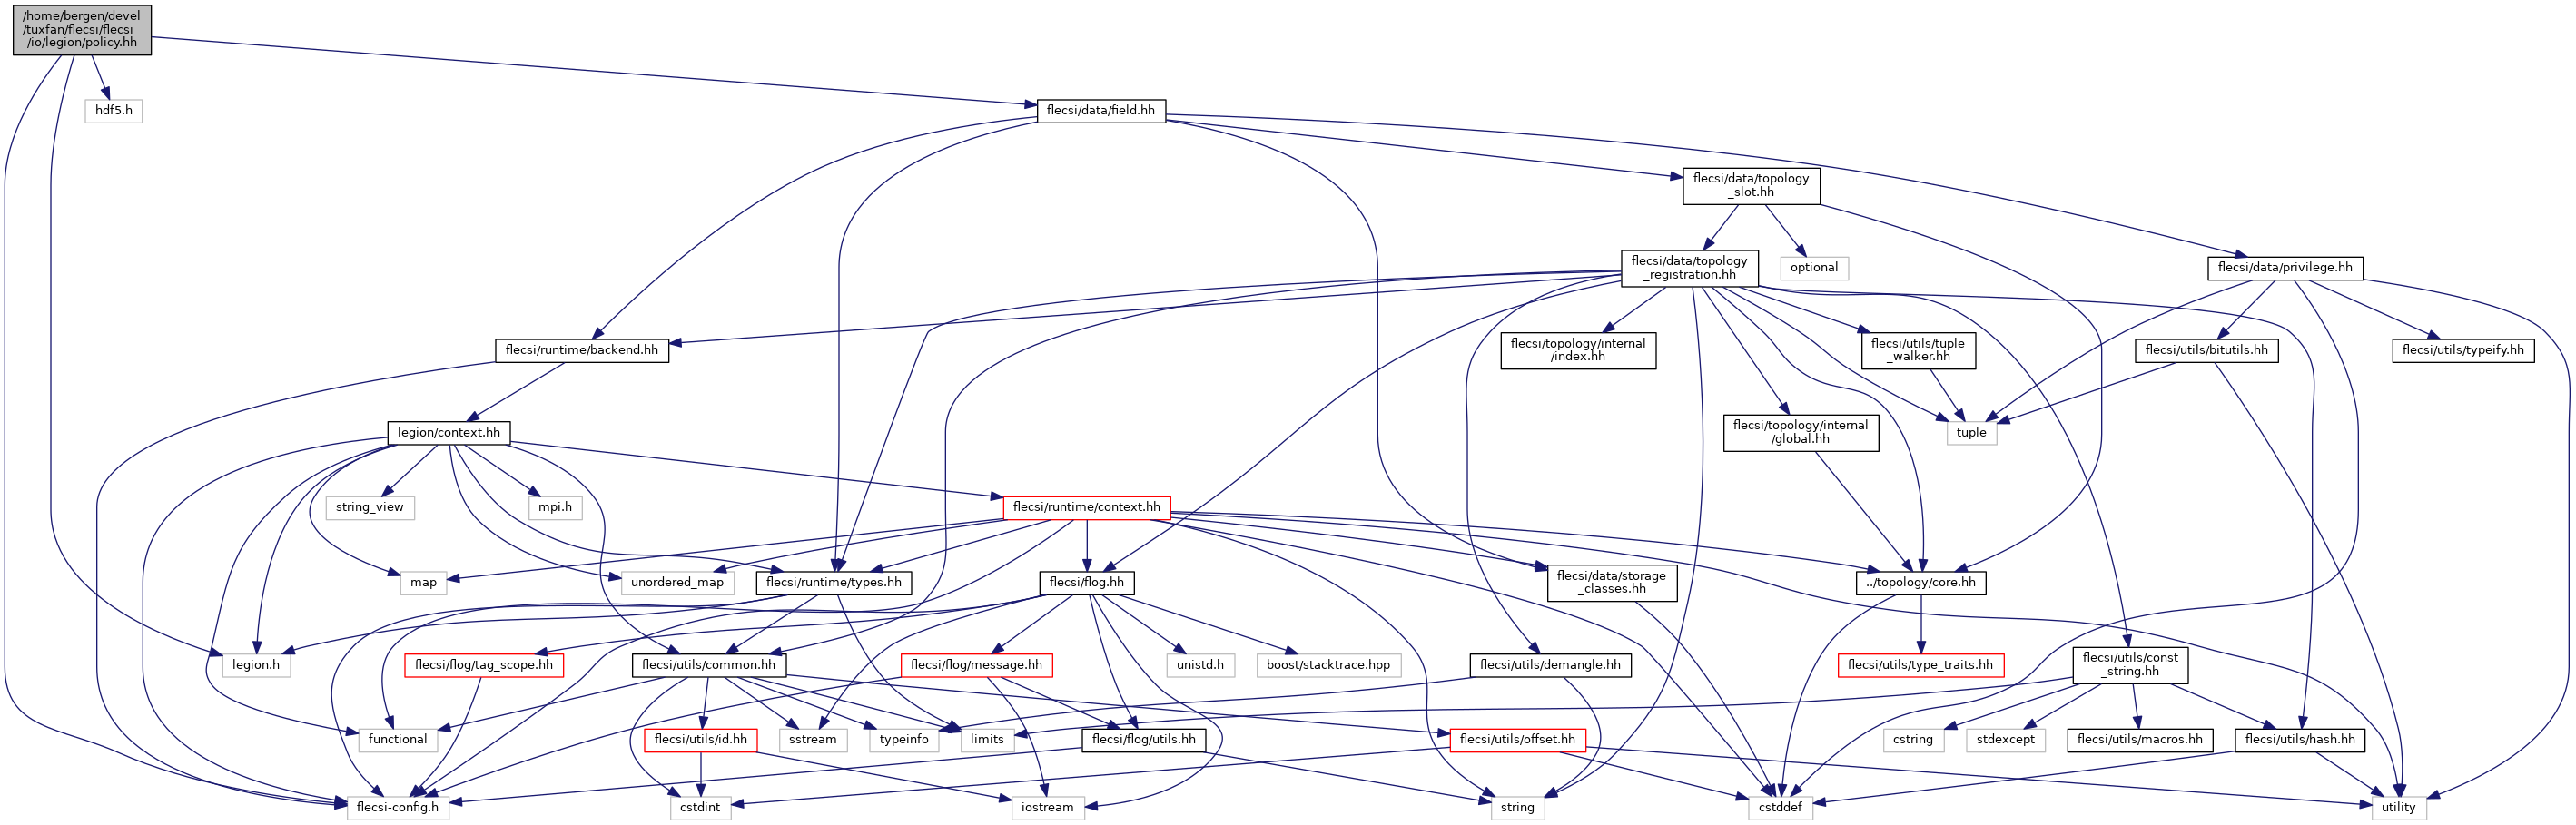 /home/bergen/devel
/tuxfan/flecsi/flecsi
/io/legion/policy.hh
hdf5.h
flecsi/data/field.hh
flecsi/data/topology
_slot.hh
flecsi/data/topology
_registration.hh
optional
flecsi/data/privilege.hh
flecsi/runtime/backend.hh
flecsi/topology/internal
/index.hh
flecsi/utils/tuple
_walker.hh
flecsi/utils/bitutils.hh
flecsi/utils/typeify.hh
legion/context.hh
flecsi/topology/internal
/global.hh
tuple
string_view
mpi.h
flecsi/runtime/context.hh
map
unordered_map
flecsi/runtime/types.hh
flecsi/flog.hh
flecsi/data/storage
_classes.hh
../topology/core.hh
legion.h
flecsi/flog/tag_scope.hh
flecsi/utils/common.hh
flecsi/flog/message.hh
unistd.h
boost/stacktrace.hpp
flecsi/utils/demangle.hh
flecsi/utils/type_traits.hh
flecsi/utils/const
_string.hh
functional
flecsi/utils/id.hh
sstream
typeinfo
limits
flecsi/flog/utils.hh
flecsi/utils/offset.hh
cstring
stdexcept
flecsi/utils/macros.hh
flecsi/utils/hash.hh
flecsi-config.h
cstdint
iostream
string
cstddef
utility